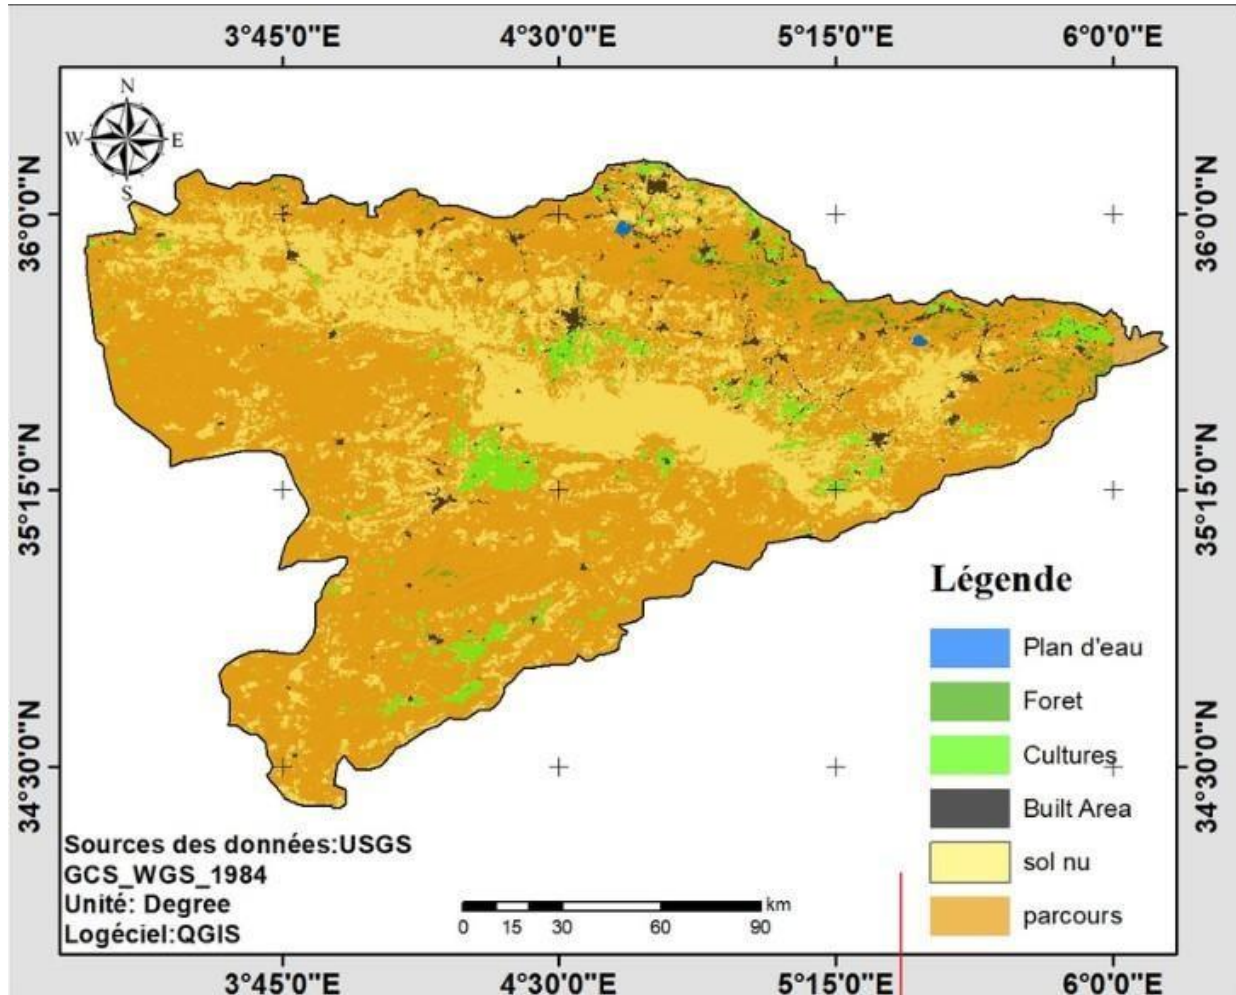 3°45'0"E 4°30'0"E 5°15'0"E 6°0'0"E
N
W E
S
36°0'0"N 36°0'0"N
35°15'0"N 35°15'0"N
34°30'0"N 34°30'0"N
Légende
Plan d'eau
Foret
Cultures
Built Area
sol nu
parcours
Sources des données:USGS
GCS_WGS_1984
Unité: Degree
Logéciel:QGIS
km
0 15 30 60 90
3°45'0"E 4°30'0"E 5°15'0"E 6°0'0"E